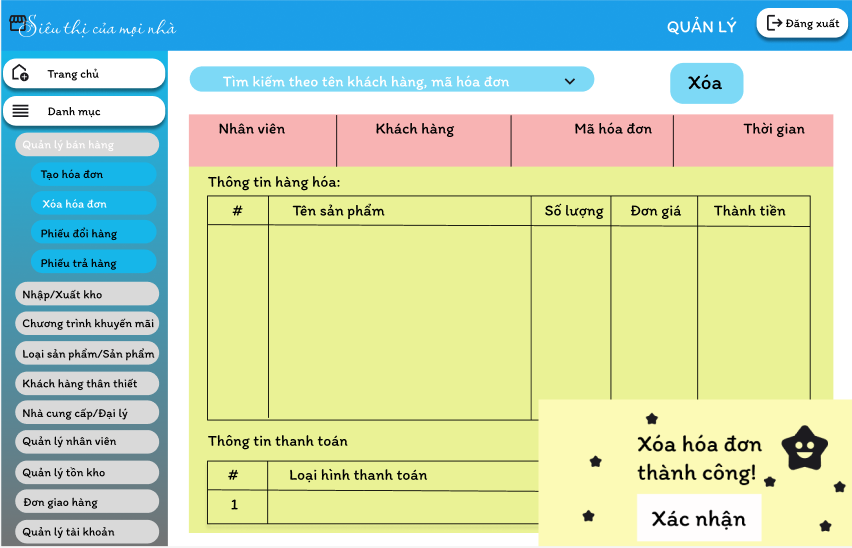 Siêu thị của mọi nhà
QUẢN LÝ
Đăng xuất
Trang chủ
Danh mục
Quản lý bán hàng
Tạo hóa đơn
Xóa hóa đơn
Phiếu đổi hàng
Phiếu trả hàng
Nhập/Xuất kho
Chương trình khuyến mãi
Loại sản phẩm/Sản phẩm
Khách hàng thân thiết
Nhà cung cấp/Đại lý
Quản lý nhân viên
Quản lý tồn kho
Đơn giao hàng
Quản lý tài khoản
Tìm kiếm theo tên khách hàng, mã hóa đơn
Xóa
Nhân viên Khách hàng Mã hóa đơn Thời gian
Thông tin hàng hóa:
# Tên sản phẩm Số lượng Đơn giá Thành tiền
Thông tin thanh toán
# Loại hình thanh toán
1
Xóa hóa đơn
thành công!
Xác nhận